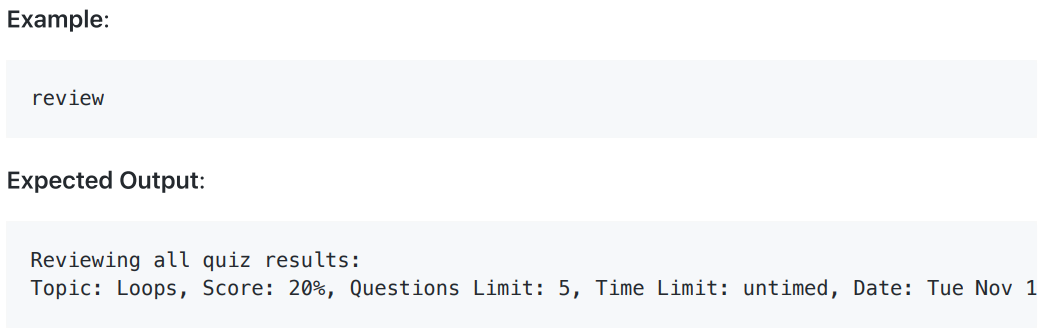 Example:
review
Expected Output:
Reviewing all quiz results:
Topic: Loops, Score: 20%, Questions Limit: 5, Time Limit: untimed, Date: Tue Nov 1